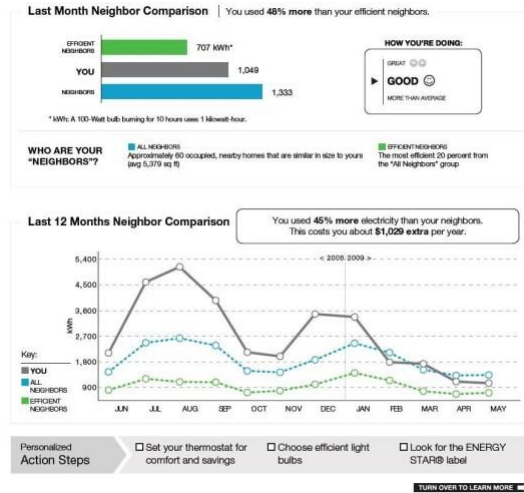 Last Month Neighbor Comparison | You used 48% more than your efficient neighbors.
EFFICIENT
NEIGHBORS
707 kWh*
YOU
1,049
NEIGHBORS
1,333
* kWh: A 100-Watt bulb burning for 10 hours uses 1 kilowatt-hour.
HOW YOU'RE DOING:
GREAT
GOOD
MORE THAN AVERAGE
WHO ARE YOUR
"NEIGHBORS"?
ALL NEIGHBORS
Approximately 60 occupied, nearby homes that are similar in size to yours
(avg 5,379 sq ft)
EFFICIENT NEIGHBORS
The most efficient 20 percent from
the "All Neighbors" group
Last 12 Months Neighbor Comparison
You used 45% more electricity than your neighbors.
This costs you about $1,029 extra per year.
< 2008 2009 >
5,400
4,500
3,600
2,700
1,800
900
kWh
Key:
YOU
ALL
NEIGHBORS
EFFICIENT
NEIGHBORS
JUN JUL AUG SEP OCT NOV DEC JAN FEB MAR APR MAY
Personalized
Action Steps
Set your thermostat for
comfort and savings
Choose efficient light
bulbs
Look for the ENERGY
STAR® label
TURN OVER TO LEARN MORE